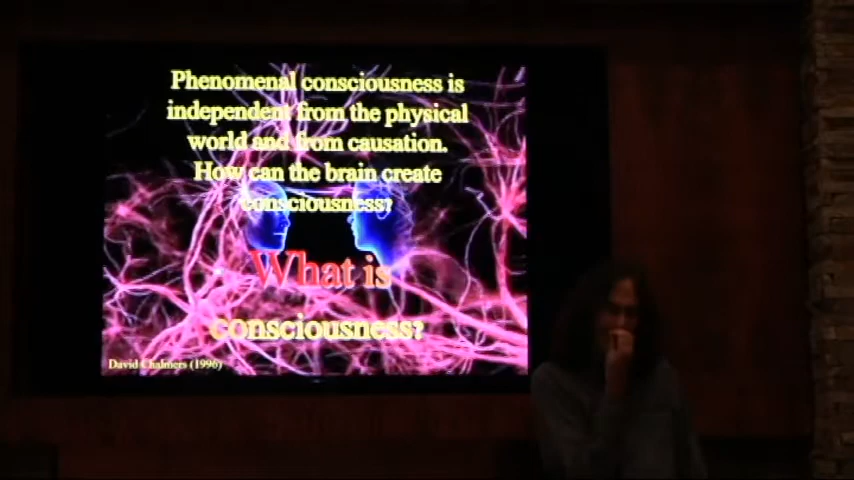 Phenomenal consciousness is
independent from the physical
world and from causation.
How can the brain create
consciousness?
What is
consciousness?
David Chalmers (1996)